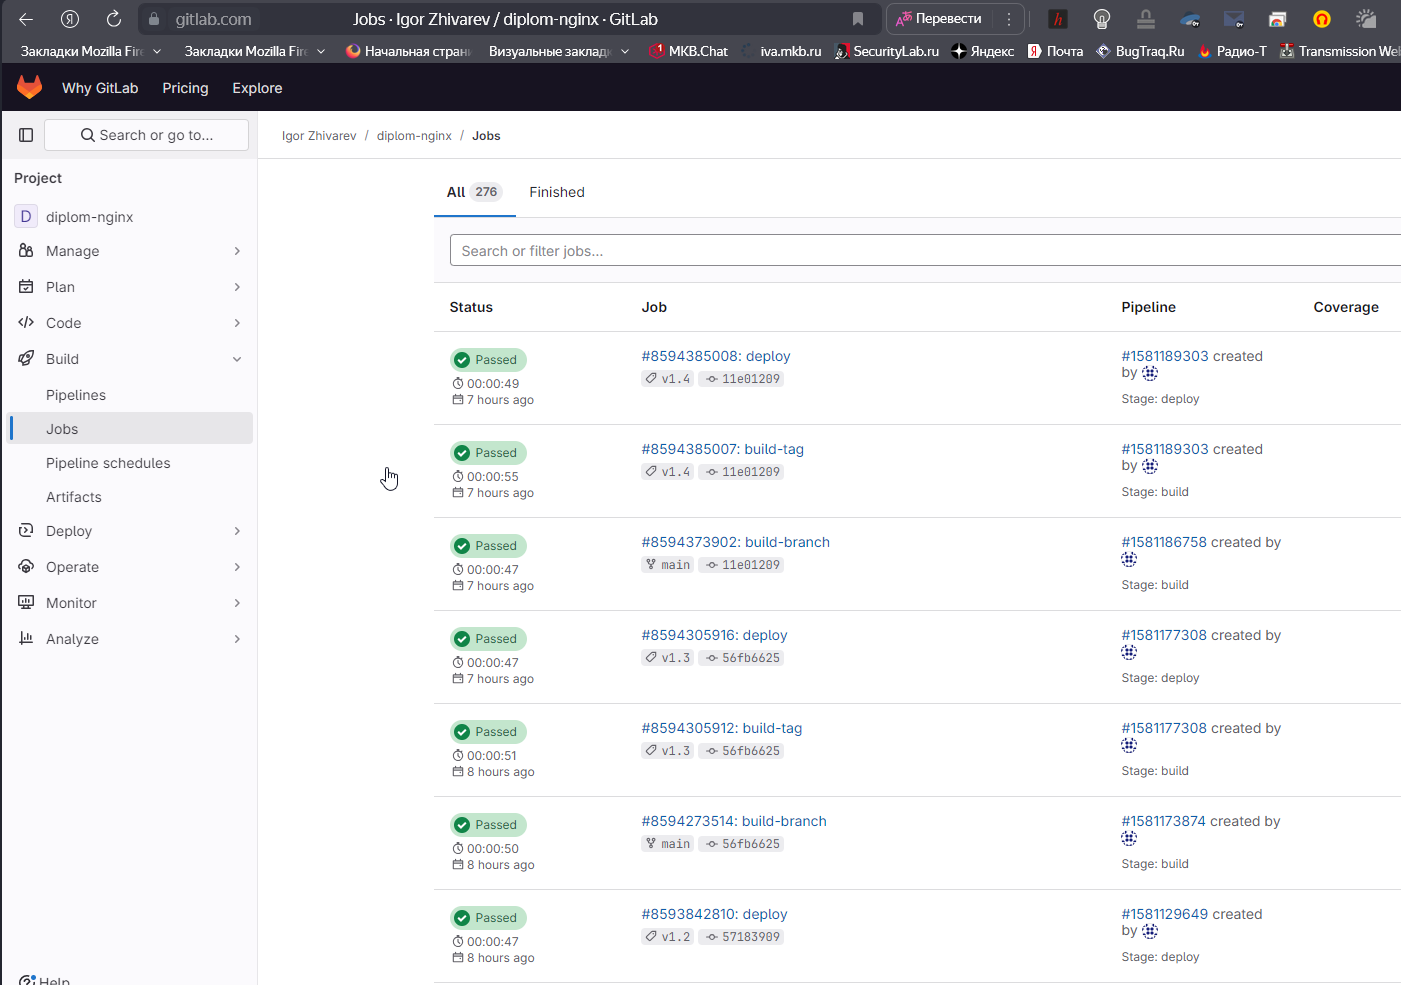 gitlab.com
Jobs · Igor Zhivarev / diplom-nginx · GitLab
Перевести
Закладки Mozilla Fire
Закладки Mozilla Fire
Начальная страни
Визуальные закладк
MKB.Chat
iva.mkb.ru
SecurityLab.ru
Яндекс
Почта
BugTraq.Ru
Радио-Т
Transmission Wel
Why GitLab
Pricing
Explore
Search or go to...
Igor Zhivarev / diplom-nginx / Jobs
Project
D diplom-nginx
Manage
Plan
Code
Build
Pipelines
Jobs
Pipeline schedules
Artifacts
Deploy
Operate
Monitor
Analyze
Help
All 276
Finished
Search or filter jobs...
Status Job Pipeline Coverage
Passed
00:00:49
7 hours ago
#8594385008: deploy
v1.4 11e01209
#1581189303 created
by
Stage: deploy
Passed
00:00:55
7 hours ago
#8594385007: build-tag
v1.4 11e01209
#1581189303 created
by
Stage: build
Passed
00:00:47
7 hours ago
#8594373902: build-branch
main 11e01209
#1581186758 created by
Stage: build
Passed
00:00:47
7 hours ago
#8594305916: deploy
v1.3 56fb6625
#1581177308 created by
Stage: deploy
Passed
00:00:51
8 hours ago
#8594305912: build-tag
v1.3 56fb6625
#1581177308 created by
Stage: build
Passed
00:00:50
8 hours ago
#8594273514: build-branch
main 56fb6625
#1581173874 created by
Stage: build
Passed
00:00:47
8 hours ago
#8593842810: deploy
v1.2 57183909
#1581129649 created
by
Stage: deploy